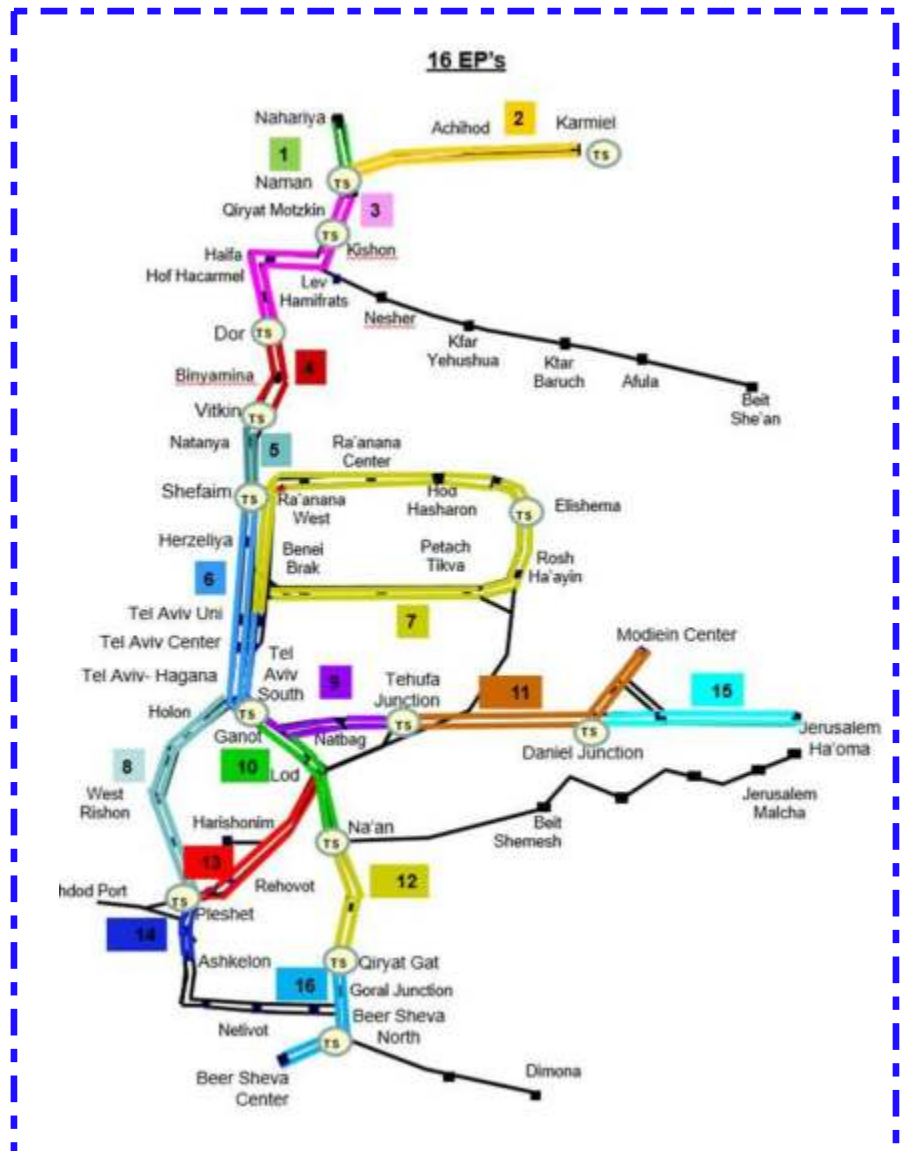 16 EP's
Nahariya
Achihod
2
Karmiel
TS
1
Naman
TS
Qiryat Motzkin
3
TS
Kishon
Haifa
Hof Hacarmel
Lev
Hamifrats
Nesher
Kfar
Yehushua
Ktar
Baruch
Afula
Beit
She'an
Dor
TS
Binyamina
4
Vitkin
TS
Natanya
5
Ra'anana
Center
Shefaim
TS
Ra'anana
West
Hod
Hasharon
TS
Elishema
Herzeliya
Benei
Brak
Petach
Tikva
Rosh
Ha'ayin
6
7
Tel Aviv Uni
Tel Aviv Center
Modiein Center
Tel Aviv- Hagana
Tel
Aviv
South
9
Tehufa
Junction
11
15
Holon
TS
Ganot
Natbag
TS
TS
Daniel Junction
Jerusalem
Ha'oma
8
10
Lod
West
Rishon
Jerusalem
Malcha
Harishonim
TS
Na'an
Beit
Shemesh
13
Rehovot
12
hdod Port
TS
Pleshet
14
Ashkelon
TS
Qiryat Gat
16
Goral Junction
Netivot
Beer Sheva
North
TS
Beer Sheva
Center
Dimona